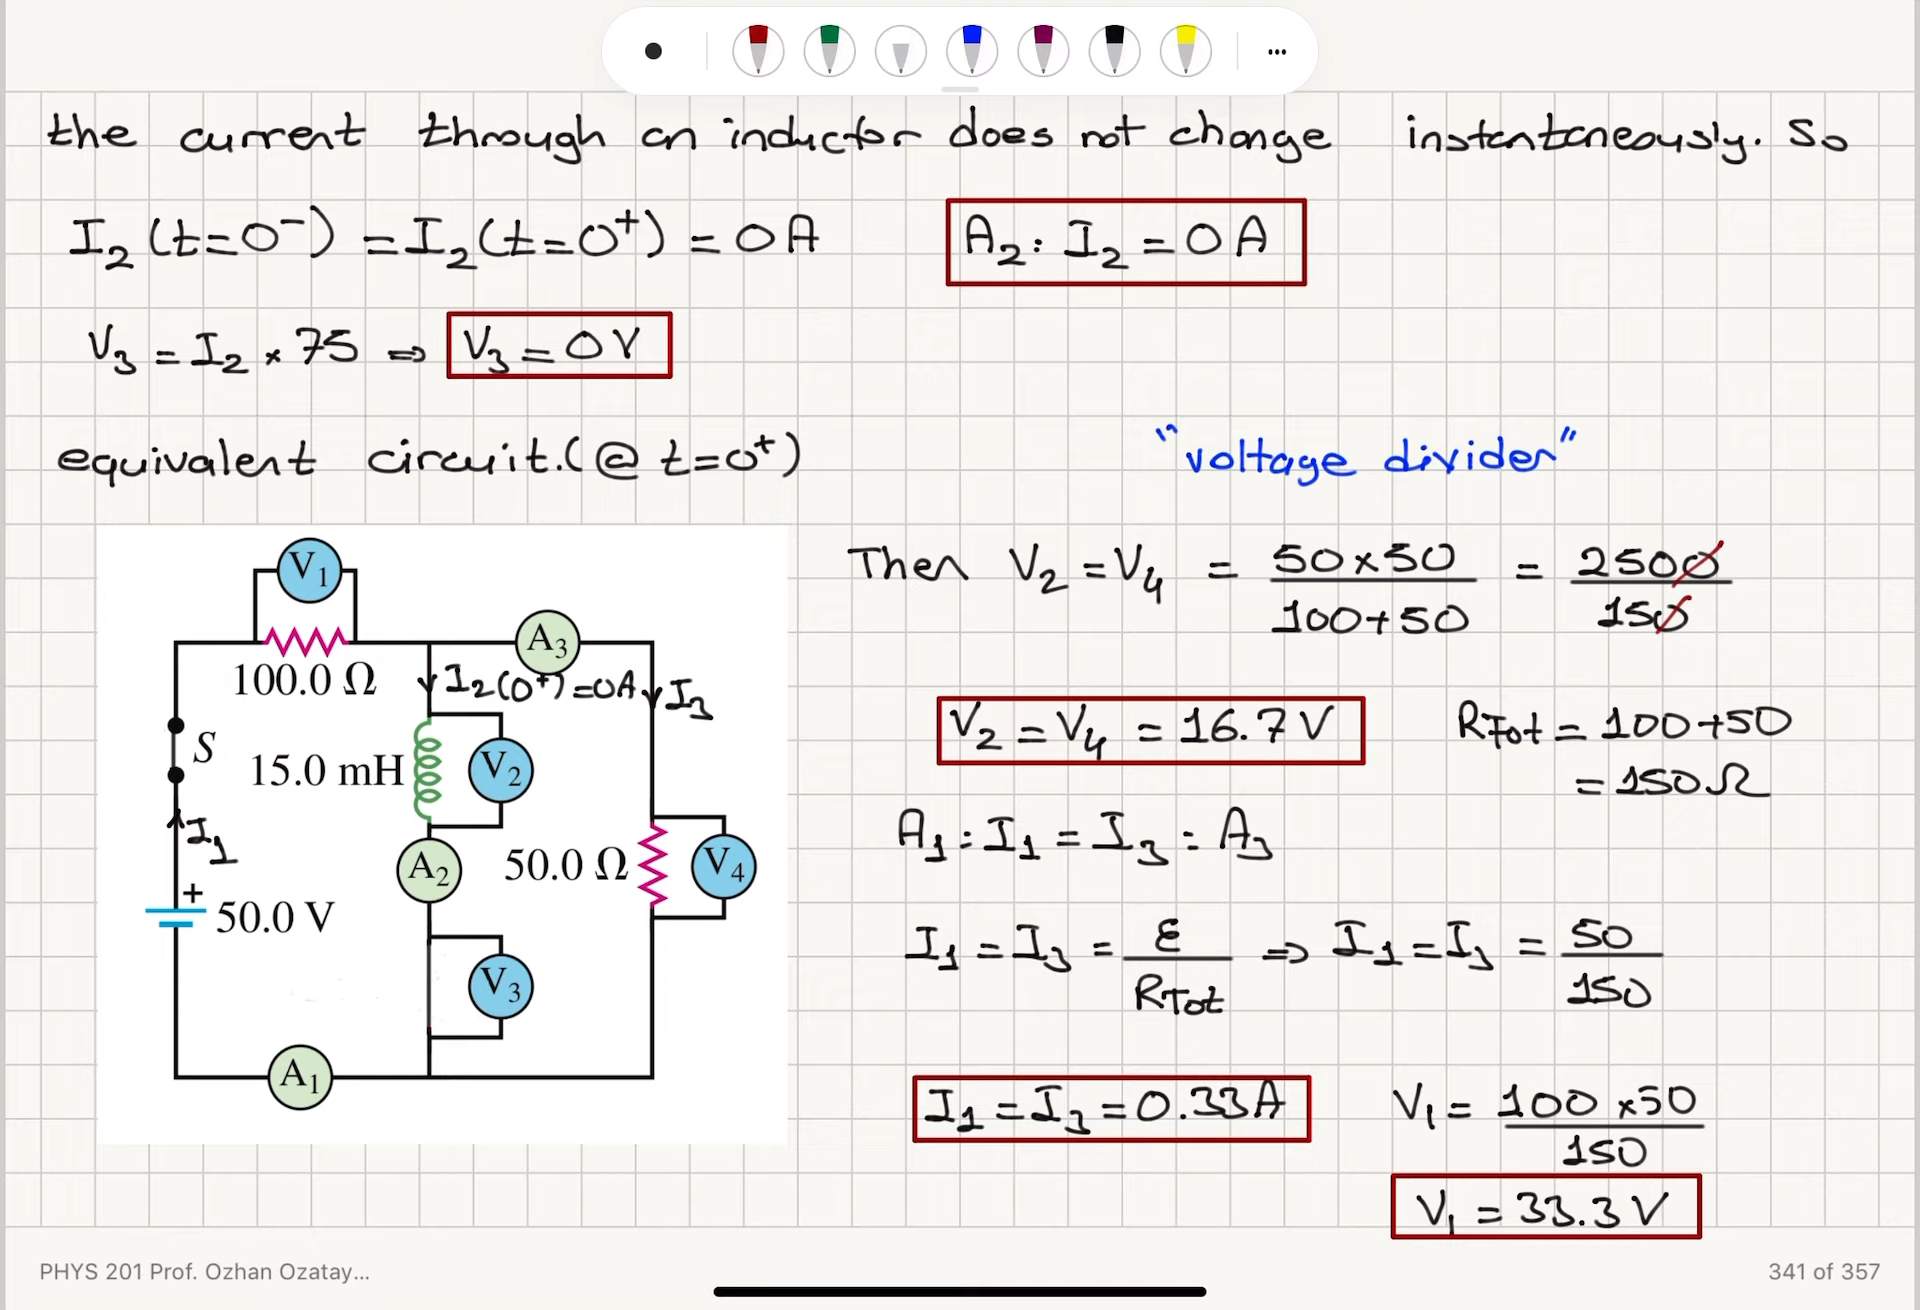 the current through an inductor does not change instantaneously. So
I₂(t=0⁻) = I₂(t=0⁺) = 0 A
A₂: I₂ = 0 A
V₃ = I₂ × 75 ⇒ V₃ = 0 V
equivalent circuit.(@ t=0⁺)
"voltage divider"
V₁
100.0 Ω
A₃
I₂(0⁺)=0A
I₃
S
15.0 mH
V₂
I₁
A₂
50.0 Ω
V₄
+
50.0 V
V₃
A₁
Then V₂ = V₄ = 50×50 / 100+50 = 2500 / 150
V₂ = V₄ = 16.7 V
R_Tot = 100+50
= 150 Ω
A₁: I₁ = I₃ : A₃
I₁ = I₃ = ε / R_Tot ⇒ I₁ = I₃ = 50 / 150
I₁ = I₃ = 0.33A
V₁ = 100 ×50 / 150
V₁ = 33.3 V
PHYS 201 Prof. Ozhan Ozatay...
341 of 357